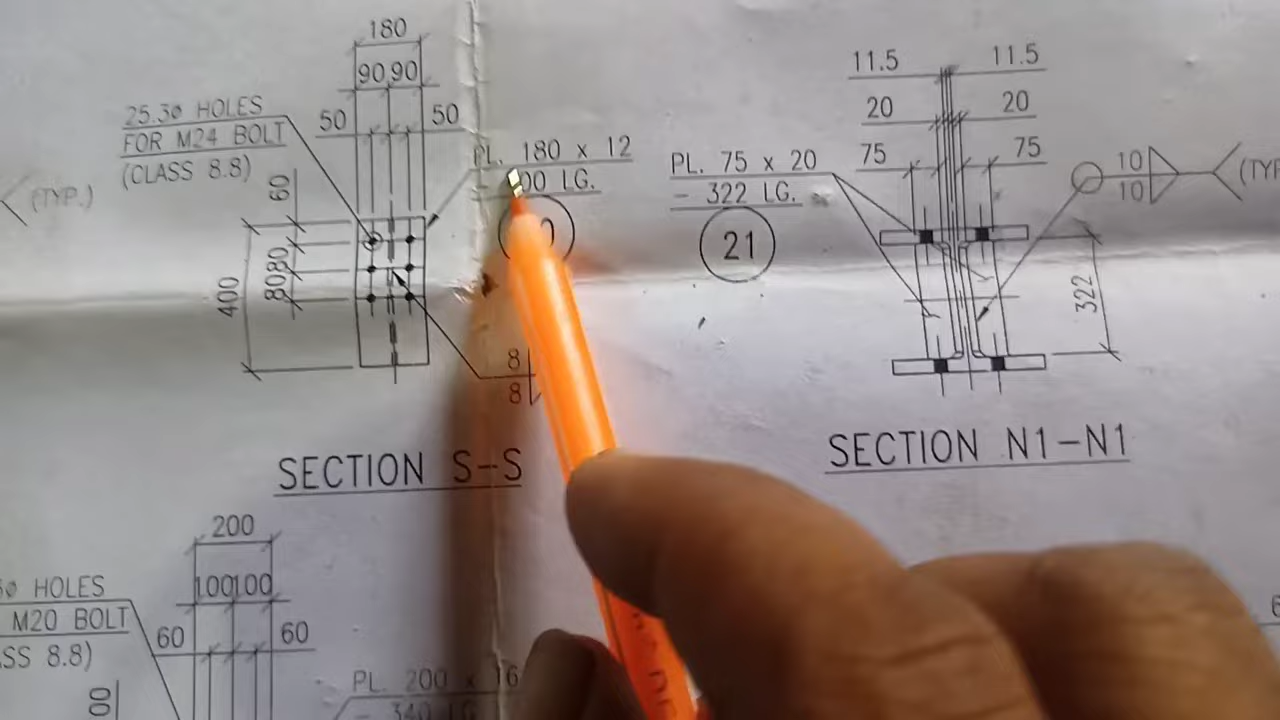 180
90 90
50
50
25.3ø HOLES
FOR M24 BOLT
(CLASS 8.8)
60
80 80
400
(TYP.)
PL. 180 x 12
LG.
8
8
SECTION S-S
11.5
11.5
20
20
75
75
PL. 75 x 20
- 322 LG.
21
10
10
322
SECTION N1-N1
200
100 100
60
60
HOLES
M20 BOLT
8.8)
PL. 200 x 16
- 340